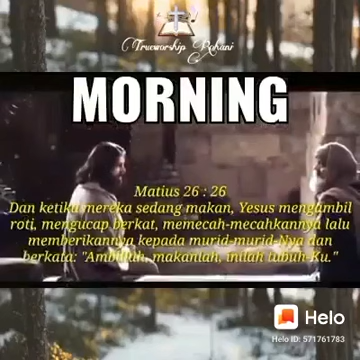 Trueworship Rohani
MORNING
Matius 26 : 26
Dan ketika mereka sedang makan, Yesus mengambil
roti, mengucap berkat, memecah-mecahkannya lalu
memberikannya kepada murid-murid-Nya dan
berkata: "Ambillah, makanlah, inilah tubuh-Ku."
Helo
Helo ID: 571761783